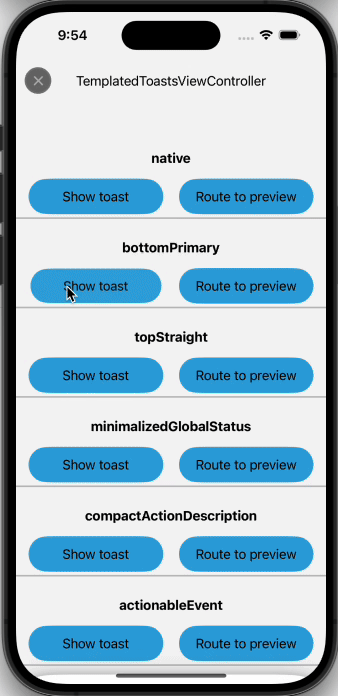 9:54
TemplatedToastsViewController
native
Show toast Route to preview
bottomPrimary
Show toast Route to preview
topStraight
Show toast Route to preview
minimalizedGlobalStatus
Show toast Route to preview
compactActionDescription
Show toast Route to preview
actionableEvent
Show toast Route to preview